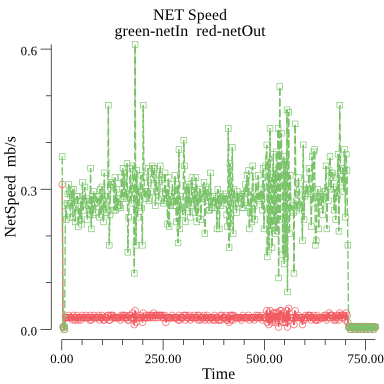 NET Speed
green-netIn red-netOut
NetSpeed mb/s
0.6
0.3
0.0
0.00 250.00 500.00 750.00
Time